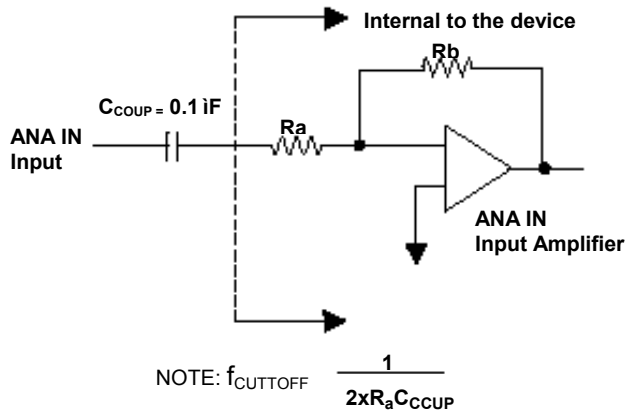 Internal to the device
Rb
CCOUP = 0.1 ìF
Ra
ANA IN
Input
ANA IN
Input Amplifier
NOTE: fCUTTOFF 1
2xRaCCCUP